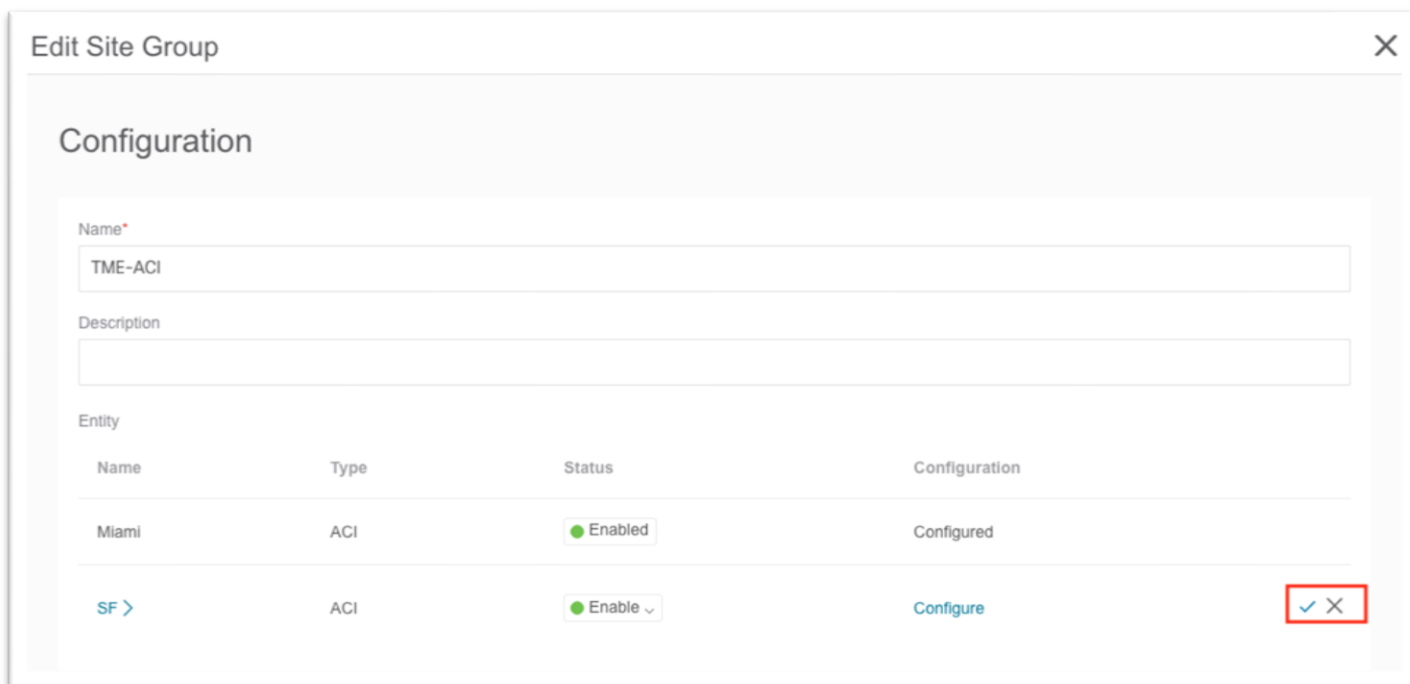 Edit Site Group
Configuration
Name*
TME-ACI
Description
Entity
Name Type Status Configuration
Miami ACI Enabled Configured
SF ACI Enable Configure